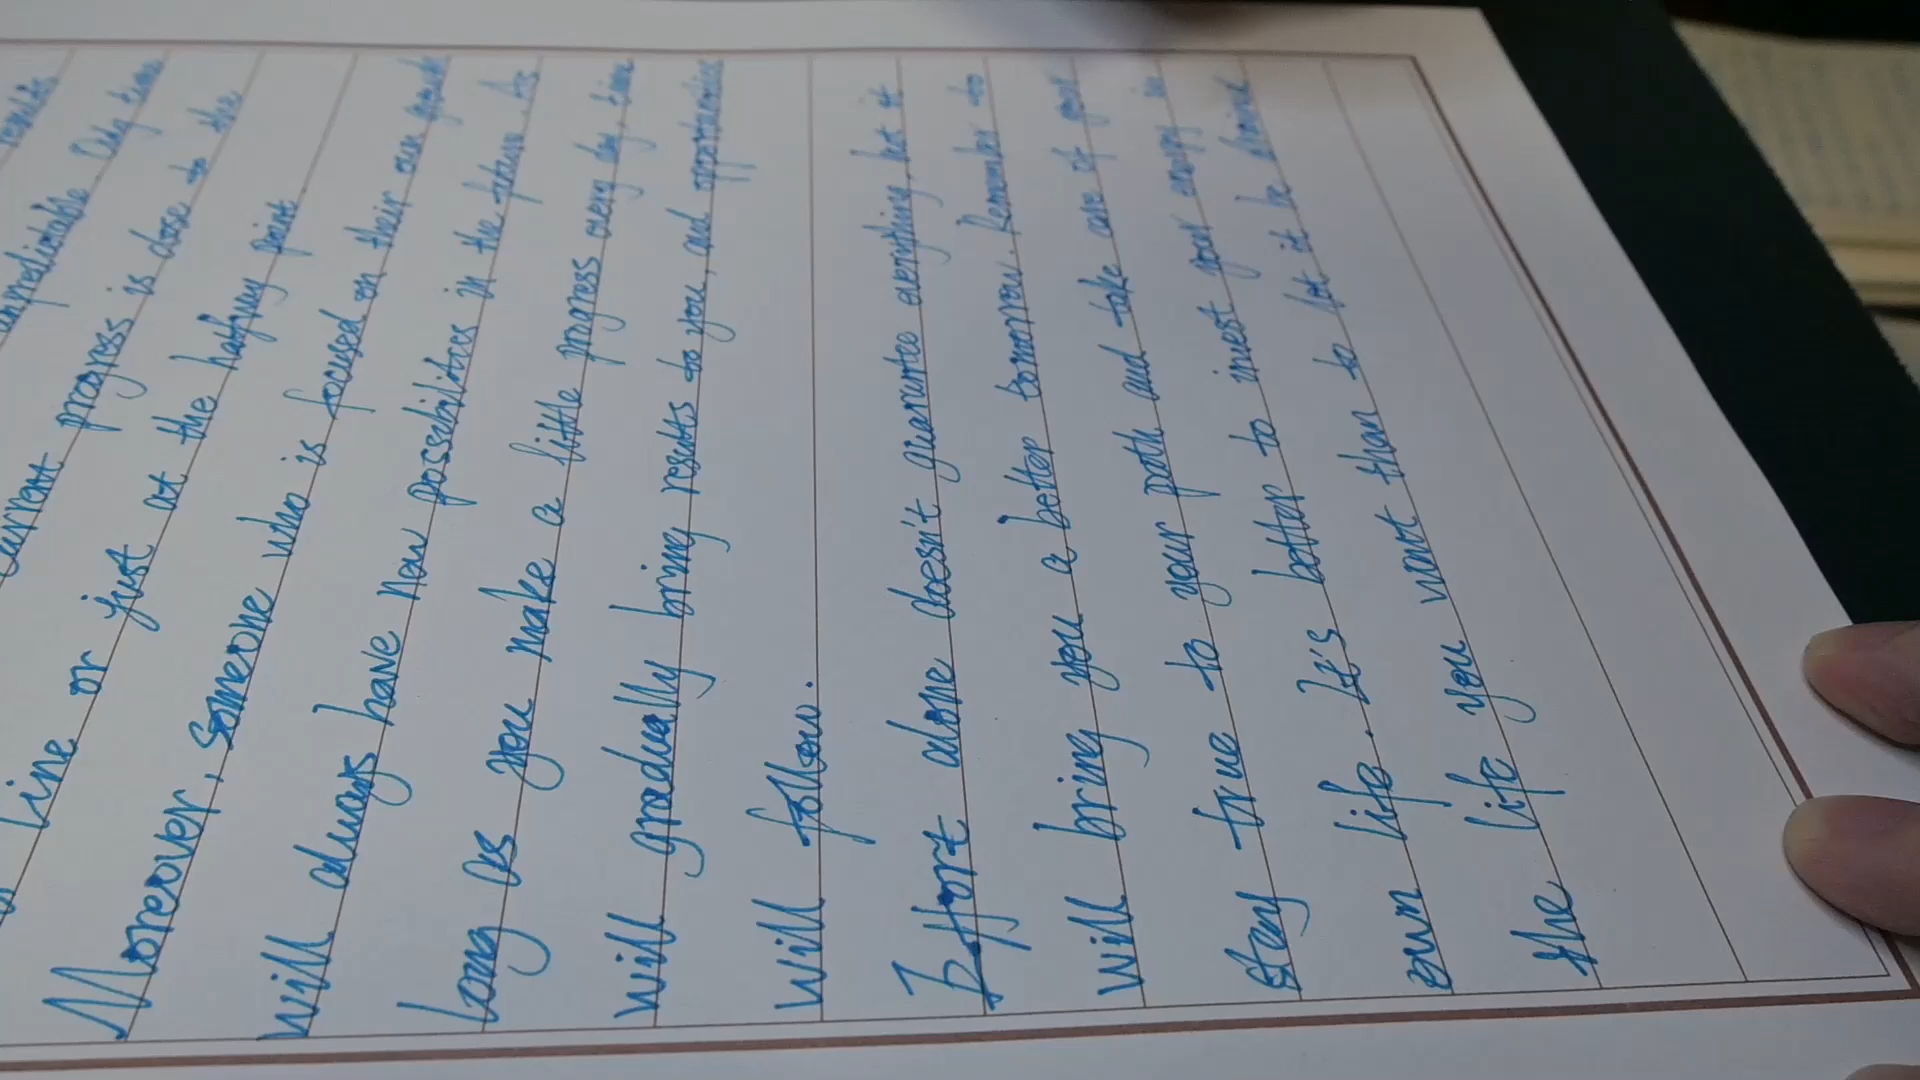 results
unpredictable. Only time
current progress is close to the
line or just at the halfway point.
Moreover, someone who is focused on their own growth
will always have new possibilities in the future. As
long as you make a little progress every day, time
will gradually bring results to you, and opportunities
will follow.
Effort alone doesn't guarantee everything, but it
will bring you a better tomorrow. Remember to
stay true to your path and take care of your
own life. It's better to invest your energy in
the life you want than to let it be drained